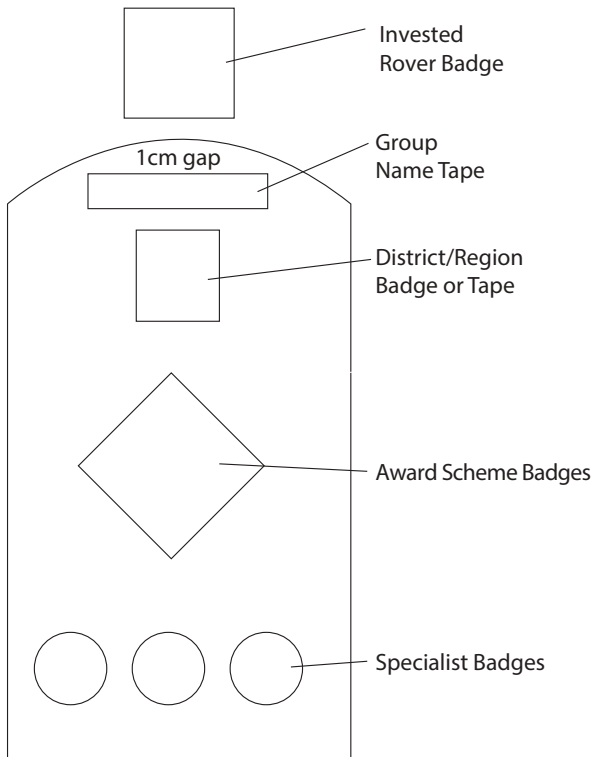 Invested
Rover Badge
1cm gap
Group
Name Tape
District/Region
Badge or Tape
Award Scheme Badges
Specialist Badges